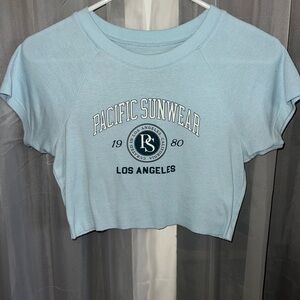 PACIFIC SUNWEAR
19 PS 80
LOS ANGELES